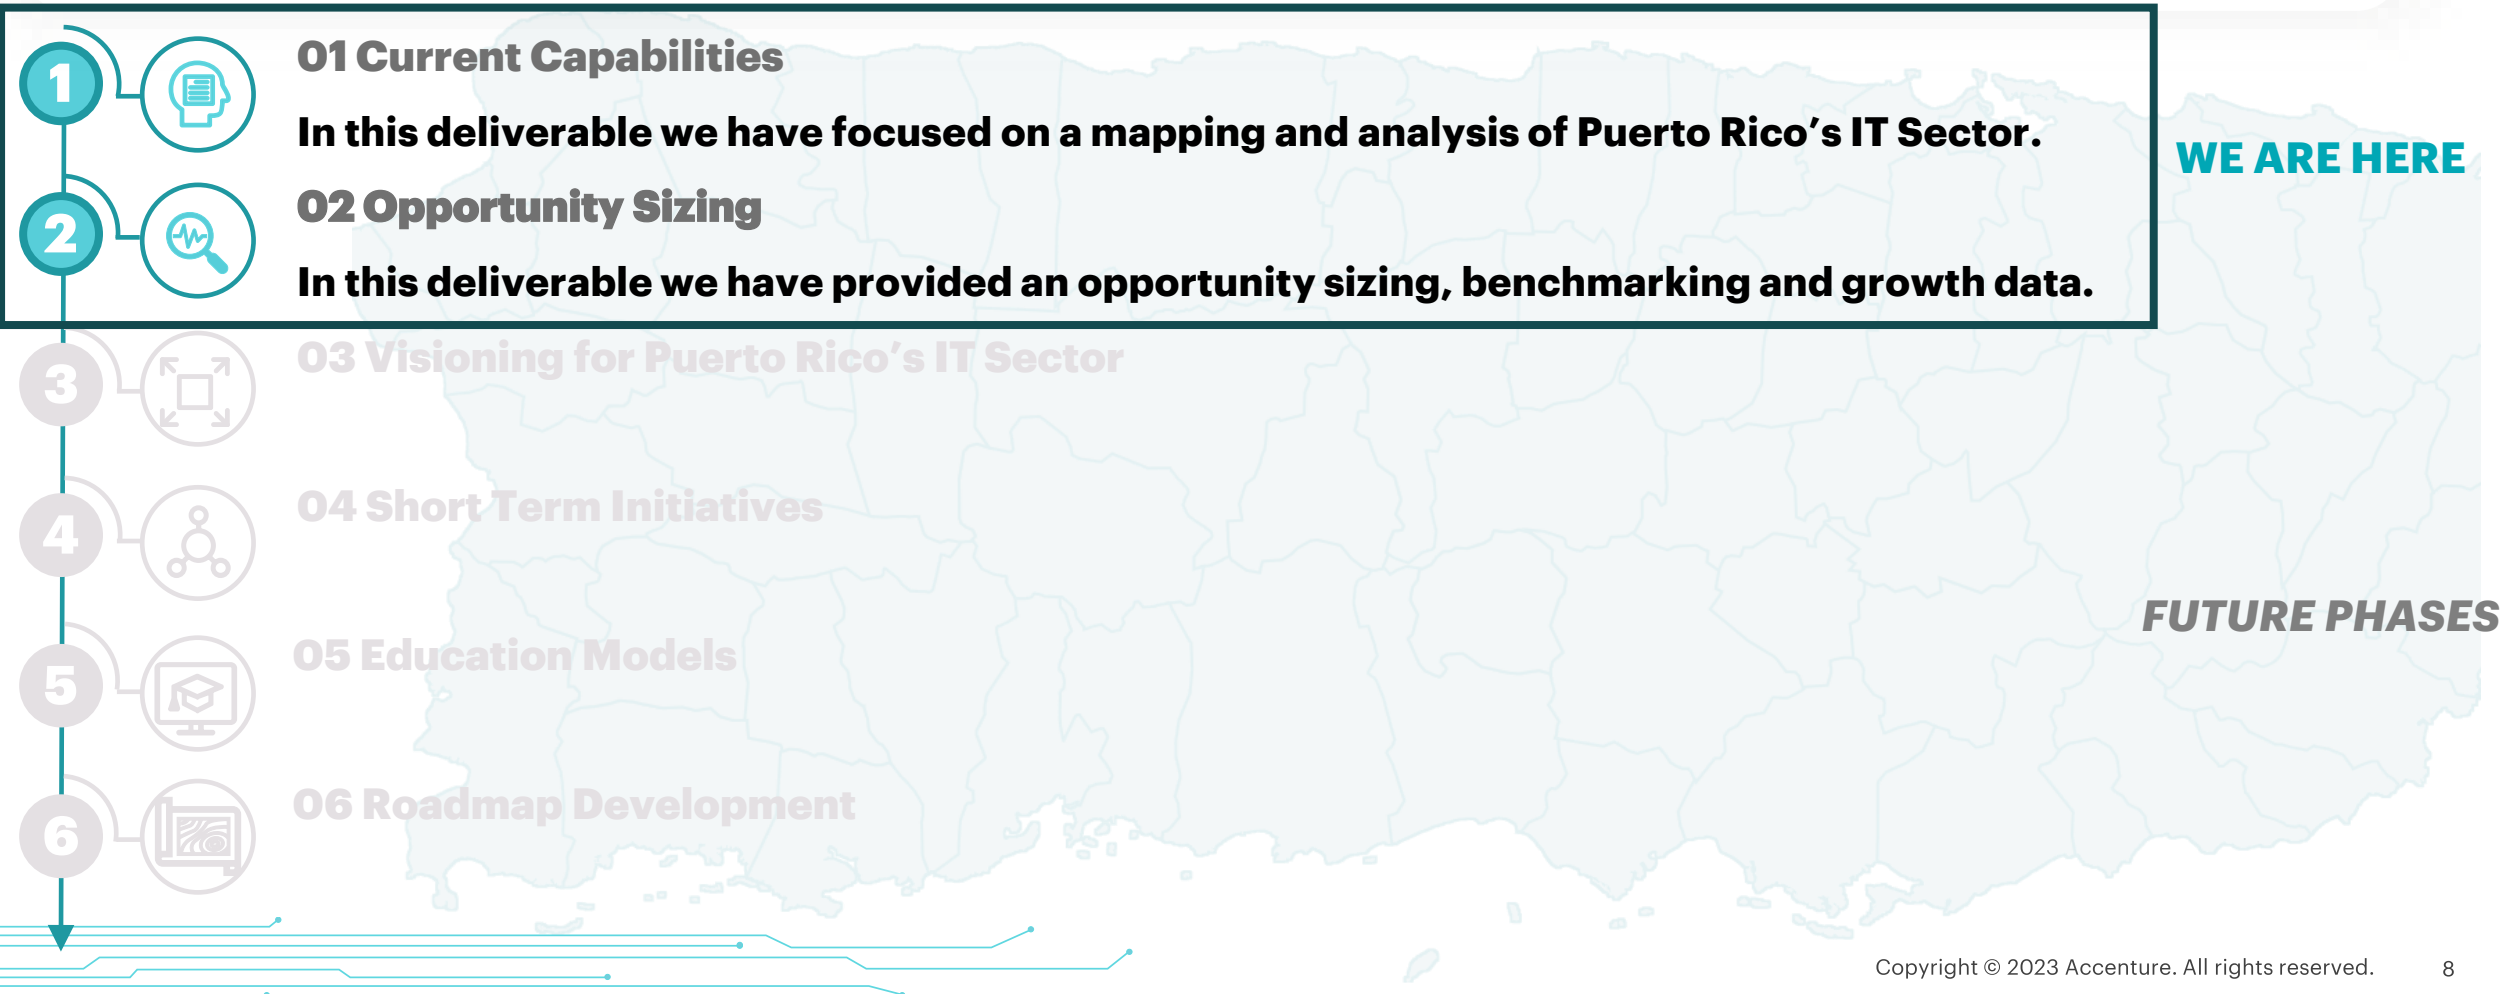 1
01 Current Capabilities
In this deliverable we have focused on a mapping and analysis of Puerto Rico’s IT Sector.
WE ARE HERE
2
02 Opportunity Sizing
In this deliverable we have provided an opportunity sizing, benchmarking and growth data.
3
03 Visioning for Puerto Rico’s IT Sector
4
04 Short Term Initiatives
FUTURE PHASES
5
05 Education Models
6
06 Roadmap Development
Copyright © 2023 Accenture. All rights reserved.
8